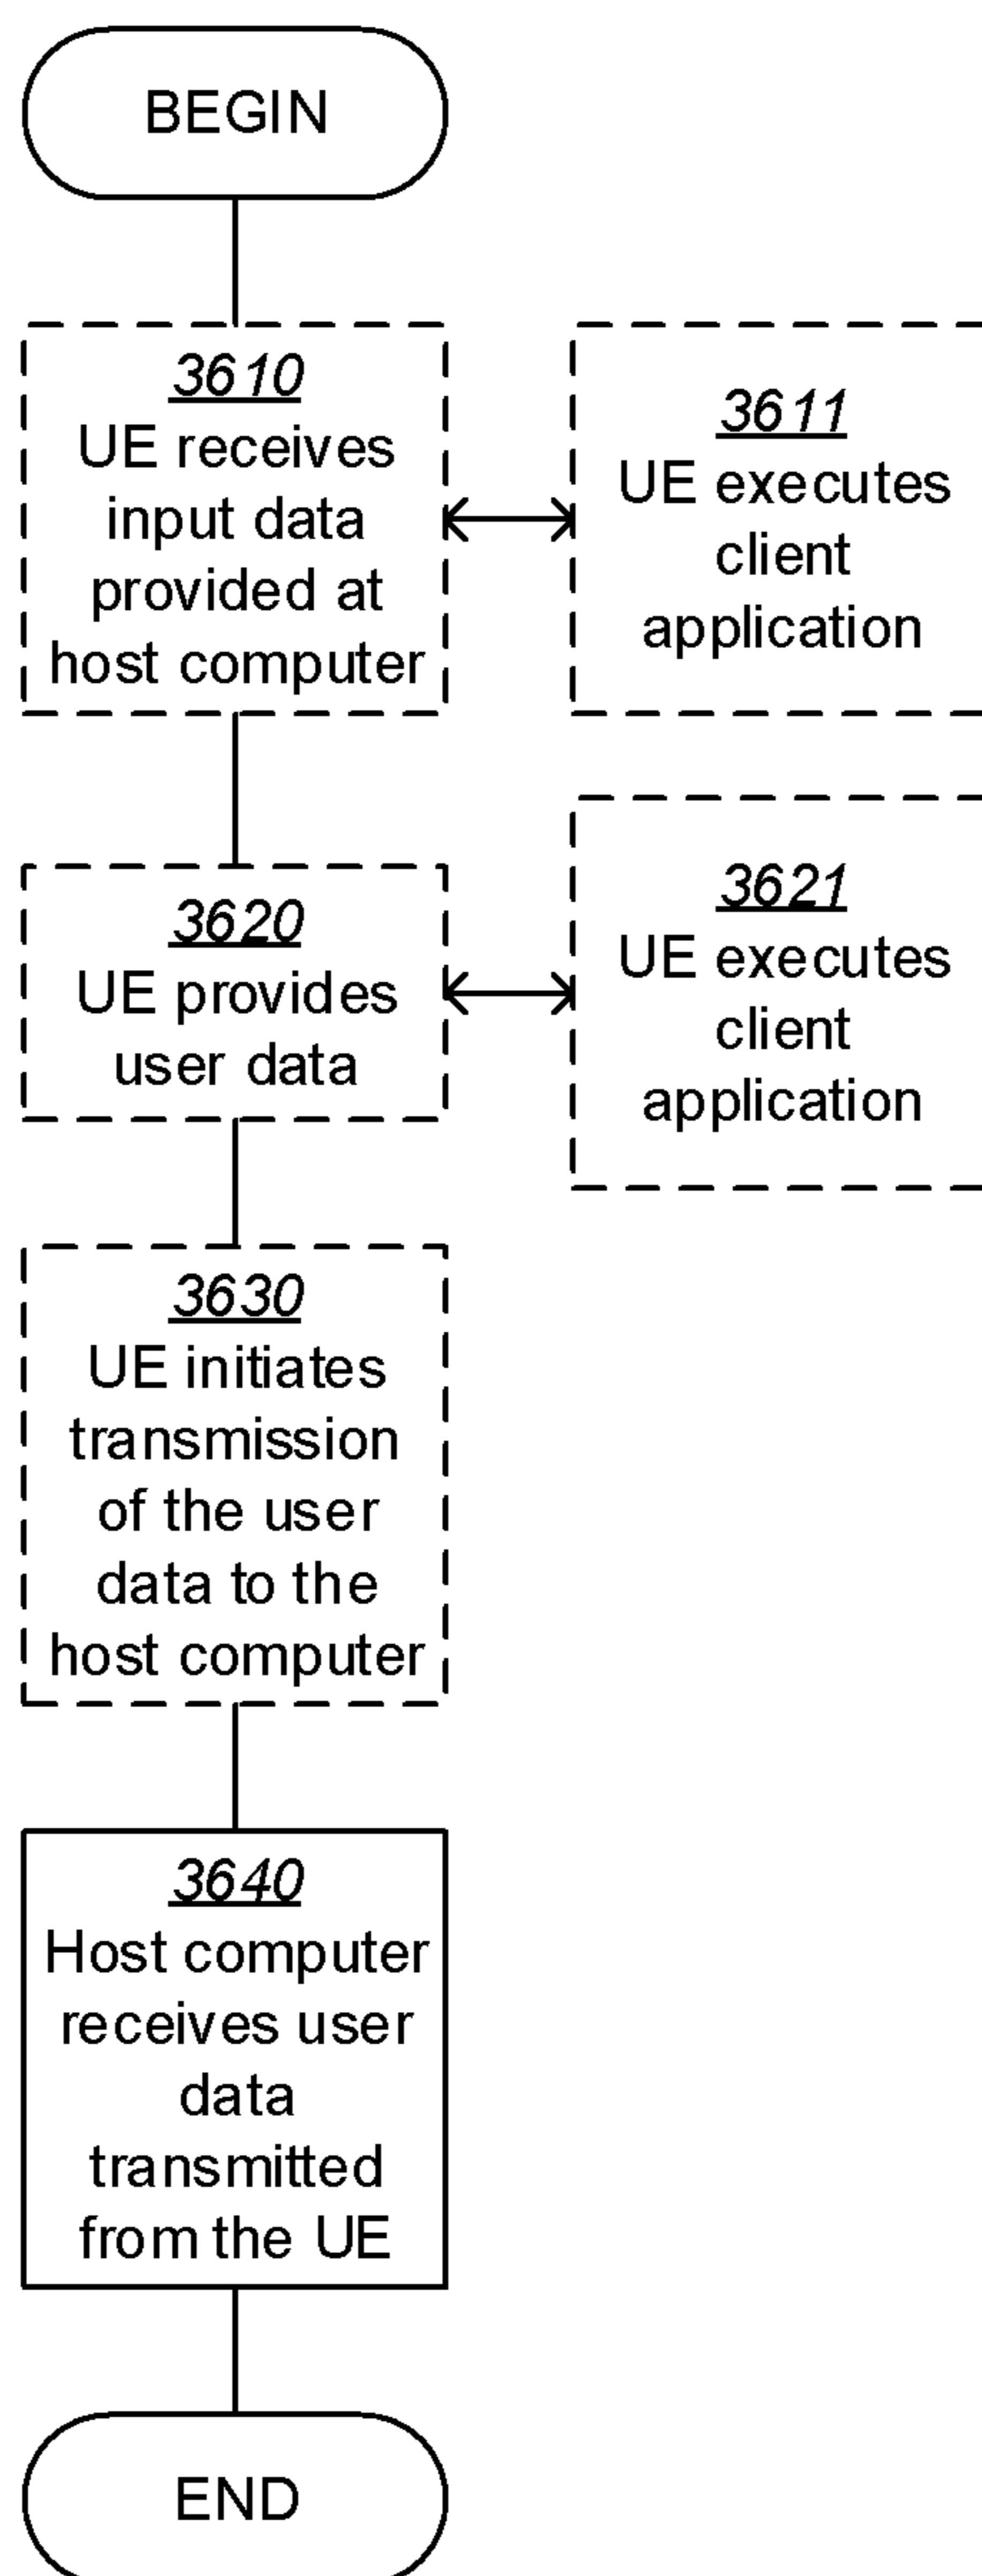 BEGIN
3610
UE receives
input data
provided at
host computer
3611
UE executes
client
application
3620
UE provides
user data
3621
UE executes
client
application
3630
UE initiates
transmission
of the user
data to the
host computer
3640
Host computer
receives user
data
transmitted
from the UE
END